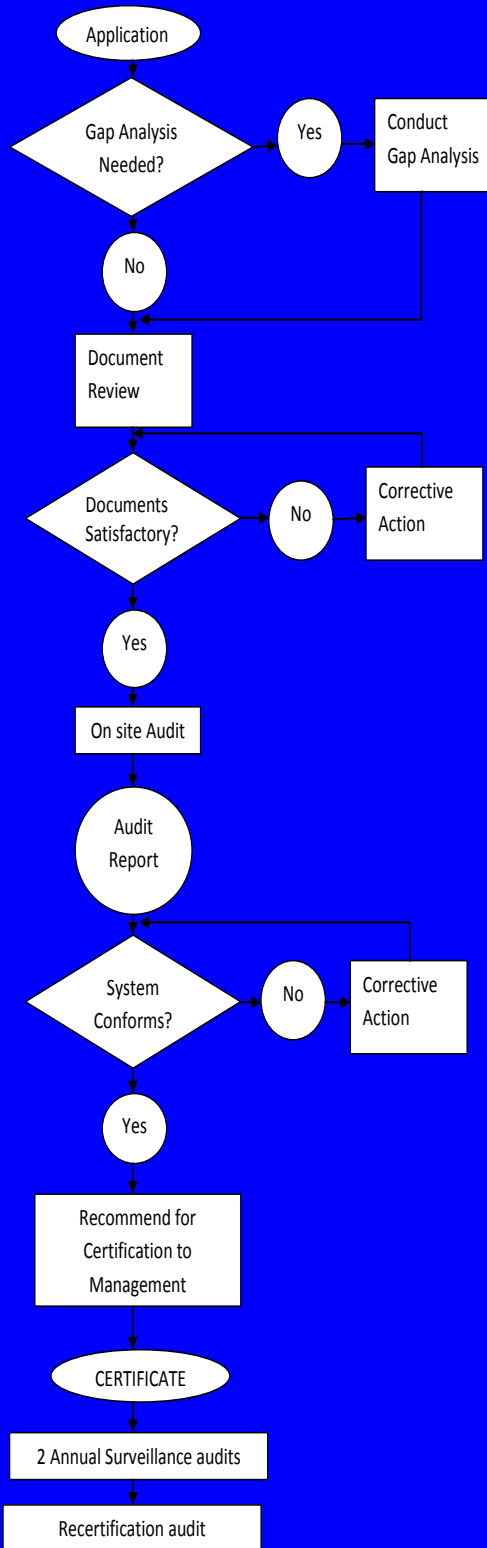 Application
Gap Analysis
Needed?
Yes
Conduct
Gap Analysis
No
Document
Review
Documents
Satisfactory?
No
Corrective
Action
Yes
On site Audit
Audit
Report
System
Conforms?
No
Corrective
Action
Yes
Recommend for
Certification to
Management
CERTIFICATE
2 Annual Surveillance audits
Recertification audit